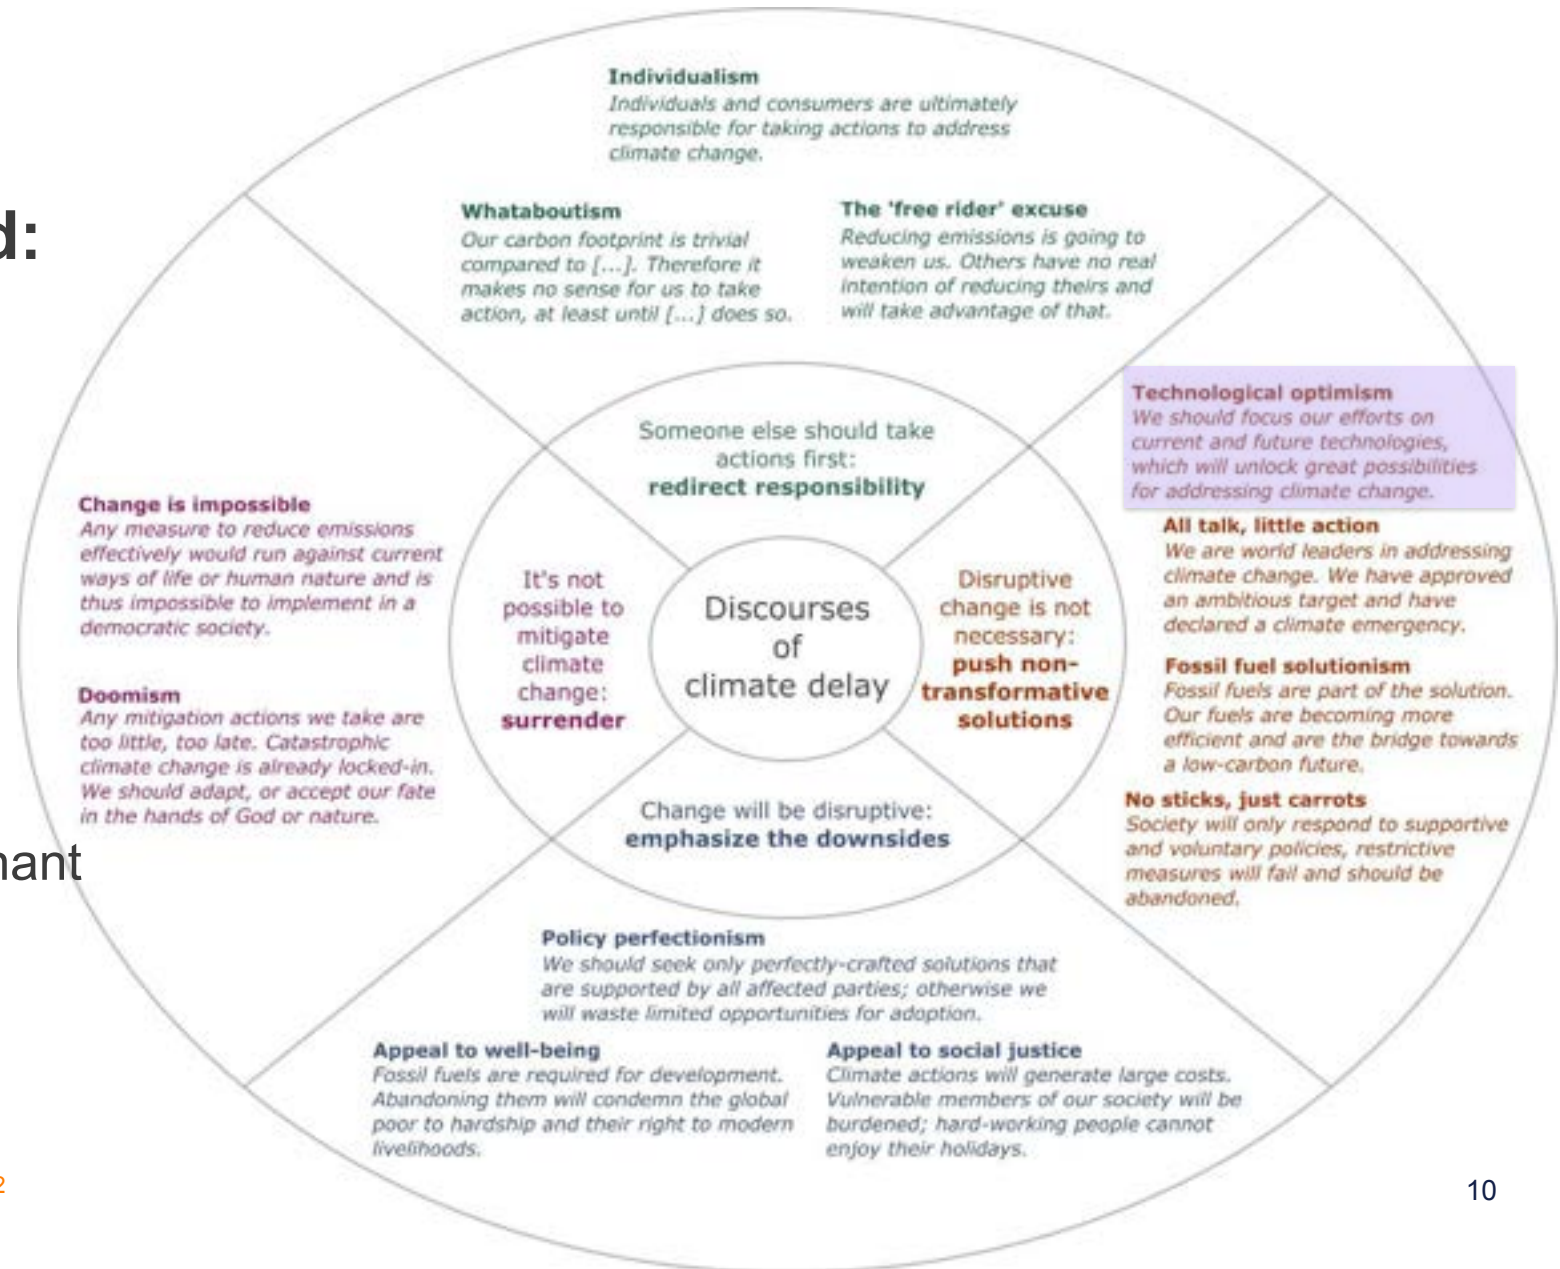 d:
nant
2
10
Individualism
Individuals and consumers are ultimately
responsible for taking actions to address
climate change.
Whataboutism
Our carbon footprint is trivial
compared to [...]. Therefore it
makes no sense for us to take
action, at least until [...] does so.
The 'free rider' excuse
Reducing emissions is going to
weaken us. Others have no real
intention of reducing theirs and
will take advantage of that.
Someone else should take
actions first:
redirect responsibility
Technological optimism
We should focus our efforts on
current and future technologies,
which will unlock great possibilities
for addressing climate change.
All talk, little action
We are world leaders in addressing
climate change. We have approved
an ambitious target and have
declared a climate emergency.
Fossil fuel solutionism
Fossil fuels are part of the solution.
Our fuels are becoming more
efficient and are the bridge towards
a low-carbon future.
No sticks, just carrots
Society will only respond to supportive
and voluntary policies, restrictive
measures will fail and should be
abandoned.
Disruptive
change is not
necessary:
push non-
transformative
solutions
Discourses
of
climate delay
It's not
possible to
mitigate
climate
change:
surrender
Change is impossible
Any measure to reduce emissions
effectively would run against current
ways of life or human nature and is
thus impossible to implement in a
democratic society.
Doomism
Any mitigation actions we take are
too little, too late. Catastrophic
climate change is already locked-in.
We should adapt, or accept our fate
in the hands of God or nature.
Change will be disruptive:
emphasize the downsides
Policy perfectionism
We should seek only perfectly-crafted solutions that
are supported by all affected parties; otherwise we
will waste limited opportunities for adoption.
Appeal to well-being
Fossil fuels are required for development.
Abandoning them will condemn the global
poor to hardship and their right to modern
livelihoods.
Appeal to social justice
Climate actions will generate large costs.
Vulnerable members of our society will be
burdened; hard-working people cannot
enjoy their holidays.